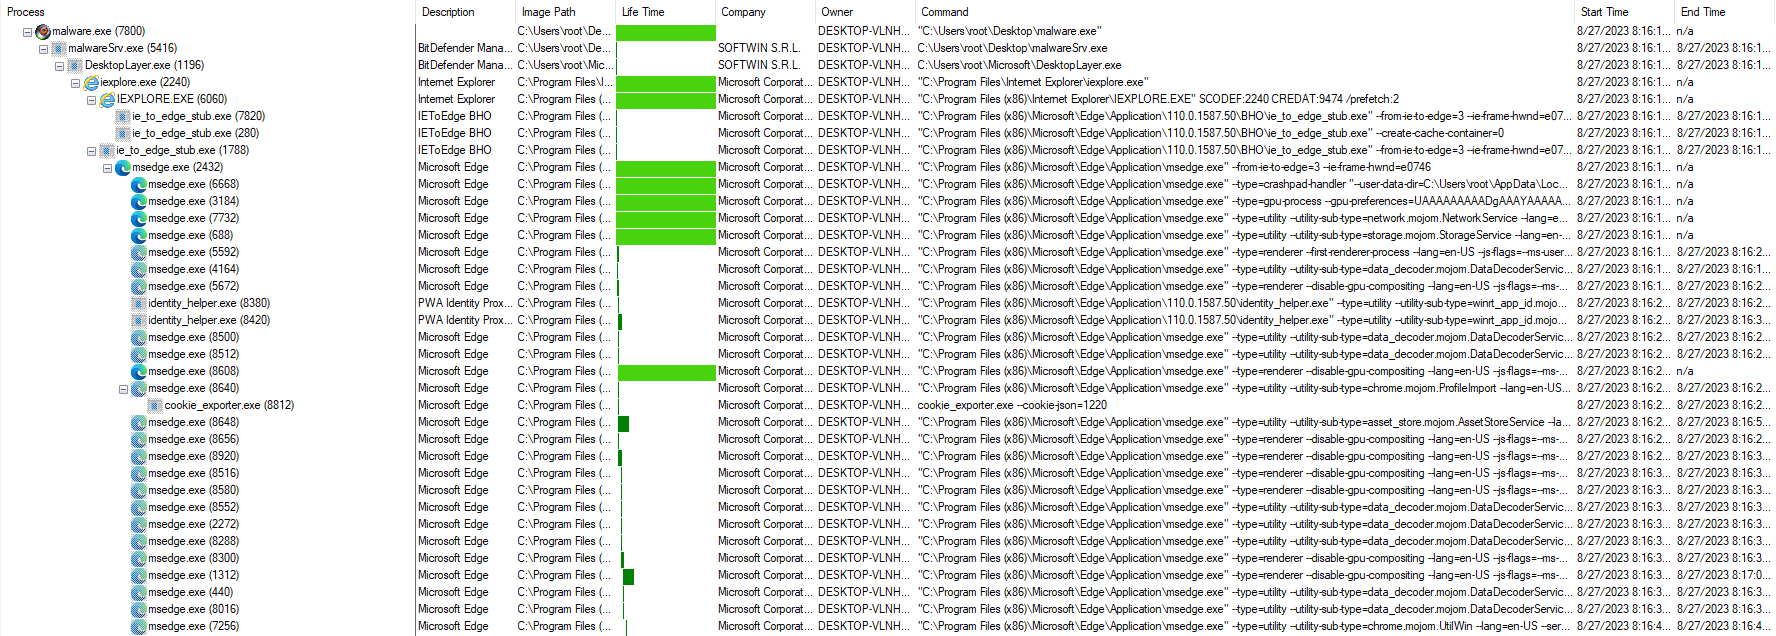 Process Description Image Path Life Time Company Owner Command Start Time End Time
malware.exe (7800) C:\Users\root\De... DESKTOP-VLNH... "C:\Users\root\Desktop\malware.exe" 8/27/2023 8:16:1... n/a
malwareSrv.exe (5416) BitDefender Mana... C:\Users\root\De... SOFTWIN S.R.L. DESKTOP-VLNH... C:\Users\root\Desktop\malwareSrv.exe 8/27/2023 8:16:1... 8/27/2023 8:16:1...
DesktopLayer.exe (1196) BitDefender Mana... C:\Users\root\Mic... SOFTWIN S.R.L. DESKTOP-VLNH... C:\Users\root\Microsoft\DesktopLayer.exe 8/27/2023 8:16:1... 8/27/2023 8:16:1...
iexplore.exe (2240) Internet Explorer C:\Program Files\I... Microsoft Corporat... DESKTOP-VLNH... "C:\Program Files\Internet Explorer\iexplore.exe" 8/27/2023 8:16:1... n/a
IEXPLORE.EXE (6060) Internet Explorer C:\Program Files (... Microsoft Corporat... DESKTOP-VLNH... "C:\Program Files (x86)\Internet Explorer\IEXPLORE.EXE" SCODEF:2240 CREDAT:9474 /prefetch:2 8/27/2023 8:16:1... n/a
ie_to_edge_stub.exe (7820) IEToEdge BHO C:\Program Files (... Microsoft Corporat... DESKTOP-VLNH... "C:\Program Files (x86)\Microsoft\Edge\Application\110.0.1587.50\BHO\ie_to_edge_stub.exe" --from-ie-to-edge=3 --ie-frame-hwnd=e07... 8/27/2023 8:16:1... 8/27/2023 8:16:1...
ie_to_edge_stub.exe (280) IEToEdge BHO C:\Program Files (... Microsoft Corporat... DESKTOP-VLNH... "C:\Program Files (x86)\Microsoft\Edge\Application\110.0.1587.50\BHO\ie_to_edge_stub.exe" --create-cache-container=0 8/27/2023 8:16:1... 8/27/2023 8:16:1...
ie_to_edge_stub.exe (1788) IEToEdge BHO C:\Program Files (... Microsoft Corporat... DESKTOP-VLNH... "C:\Program Files (x86)\Microsoft\Edge\Application\110.0.1587.50\BHO\ie_to_edge_stub.exe" --from-ie-to-edge=3 --ie-frame-hwnd=e07... 8/27/2023 8:16:1... 8/27/2023 8:16:1...
msedge.exe (2432) Microsoft Edge C:\Program Files (... Microsoft Corporat... DESKTOP-VLNH... "C:\Program Files (x86)\Microsoft\Edge\Application\msedge.exe" --from-ie-to-edge=3 --ie-frame-hwnd=e0746 8/27/2023 8:16:1... n/a
msedge.exe (6668) Microsoft Edge C:\Program Files (... Microsoft Corporat... DESKTOP-VLNH... "C:\Program Files (x86)\Microsoft\Edge\Application\msedge.exe" --type=crashpad-handler "--user-data-dir=C:\Users\root\AppData\Loc... 8/27/2023 8:16:1... n/a
msedge.exe (3184) Microsoft Edge C:\Program Files (... Microsoft Corporat... DESKTOP-VLNH... "C:\Program Files (x86)\Microsoft\Edge\Application\msedge.exe" --type=gpu-process --gpu-preferences=UAAAAAAAAADgAAAYAAAAA... 8/27/2023 8:16:1... n/a
msedge.exe (7732) Microsoft Edge C:\Program Files (... Microsoft Corporat... DESKTOP-VLNH... "C:\Program Files (x86)\Microsoft\Edge\Application\msedge.exe" --type=utility --utility-sub-type=network.mojom.NetworkService --lang=e... 8/27/2023 8:16:1... n/a
msedge.exe (688) Microsoft Edge C:\Program Files (... Microsoft Corporat... DESKTOP-VLNH... "C:\Program Files (x86)\Microsoft\Edge\Application\msedge.exe" --type=utility --utility-sub-type=storage.mojom.StorageService --lang=en-... 8/27/2023 8:16:1... n/a
msedge.exe (5592) Microsoft Edge C:\Program Files (... Microsoft Corporat... DESKTOP-VLNH... "C:\Program Files (x86)\Microsoft\Edge\Application\msedge.exe" --type=renderer --first-renderer-process --lang=en-US --js-flags=--ms-user... 8/27/2023 8:16:1... 8/27/2023 8:16:2...
msedge.exe (4164) Microsoft Edge C:\Program Files (... Microsoft Corporat... DESKTOP-VLNH... "C:\Program Files (x86)\Microsoft\Edge\Application\msedge.exe" --type=utility --utility-sub-type=data_decoder.mojom.DataDecoderServic... 8/27/2023 8:16:1... 8/27/2023 8:16:1...
msedge.exe (5672) Microsoft Edge C:\Program Files (... Microsoft Corporat... DESKTOP-VLNH... "C:\Program Files (x86)\Microsoft\Edge\Application\msedge.exe" --type=renderer --disable-gpu-compositing --lang=en-US --js-flags=--ms-... 8/27/2023 8:16:1... 8/27/2023 8:16:2...
identity_helper.exe (8380) PWA Identity Prox... C:\Program Files (... Microsoft Corporat... DESKTOP-VLNH... "C:\Program Files (x86)\Microsoft\Edge\Application\110.0.1587.50\identity_helper.exe" --type=utility --utility-sub-type=winrt_app_id.mojo... 8/27/2023 8:16:2... 8/27/2023 8:16:2...
identity_helper.exe (8420) PWA Identity Prox... C:\Program Files (... Microsoft Corporat... DESKTOP-VLNH... "C:\Program Files (x86)\Microsoft\Edge\Application\110.0.1587.50\identity_helper.exe" --type=utility --utility-sub-type=winrt_app_id.mojo... 8/27/2023 8:16:2... 8/27/2023 8:16:3...
msedge.exe (8500) Microsoft Edge C:\Program Files (... Microsoft Corporat... DESKTOP-VLNH... "C:\Program Files (x86)\Microsoft\Edge\Application\msedge.exe" --type=utility --utility-sub-type=data_decoder.mojom.DataDecoderServic... 8/27/2023 8:16:2... 8/27/2023 8:16:2...
msedge.exe (8512) Microsoft Edge C:\Program Files (... Microsoft Corporat... DESKTOP-VLNH... "C:\Program Files (x86)\Microsoft\Edge\Application\msedge.exe" --type=utility --utility-sub-type=data_decoder.mojom.DataDecoderServic... 8/27/2023 8:16:2... 8/27/2023 8:16:2...
msedge.exe (8608) Microsoft Edge C:\Program Files (... Microsoft Corporat... DESKTOP-VLNH... "C:\Program Files (x86)\Microsoft\Edge\Application\msedge.exe" --type=renderer --disable-gpu-compositing --lang=en-US --js-flags=--ms-... 8/27/2023 8:16:2... n/a
msedge.exe (8640) Microsoft Edge C:\Program Files (... Microsoft Corporat... DESKTOP-VLNH... "C:\Program Files (x86)\Microsoft\Edge\Application\msedge.exe" --type=utility --utility-sub-type=chrome.mojom.ProfileImport --lang=en-US... 8/27/2023 8:16:2... 8/27/2023 8:16:2...
cookie_exporter.exe (8812) Microsoft Edge C:\Program Files (... Microsoft Corporat... DESKTOP-VLNH... cookie_exporter.exe --cookie-json=1220 8/27/2023 8:16:2... 8/27/2023 8:16:2...
msedge.exe (8648) Microsoft Edge C:\Program Files (... Microsoft Corporat... DESKTOP-VLNH... "C:\Program Files (x86)\Microsoft\Edge\Application\msedge.exe" --type=utility --utility-sub-type=asset_store.mojom.AssetStoreService --la... 8/27/2023 8:16:2... 8/27/2023 8:16:5...
msedge.exe (8656) Microsoft Edge C:\Program Files (... Microsoft Corporat... DESKTOP-VLNH... "C:\Program Files (x86)\Microsoft\Edge\Application\msedge.exe" --type=renderer --disable-gpu-compositing --lang=en-US --js-flags=--ms-... 8/27/2023 8:16:2... 8/27/2023 8:16:2...
msedge.exe (8920) Microsoft Edge C:\Program Files (... Microsoft Corporat... DESKTOP-VLNH... "C:\Program Files (x86)\Microsoft\Edge\Application\msedge.exe" --type=renderer --disable-gpu-compositing --lang=en-US --js-flags=--ms-... 8/27/2023 8:16:2... 8/27/2023 8:16:3...
msedge.exe (8516) Microsoft Edge C:\Program Files (... Microsoft Corporat... DESKTOP-VLNH... "C:\Program Files (x86)\Microsoft\Edge\Application\msedge.exe" --type=renderer --disable-gpu-compositing --lang=en-US --js-flags=--ms-... 8/27/2023 8:16:3... 8/27/2023 8:16:3...
msedge.exe (8580) Microsoft Edge C:\Program Files (... Microsoft Corporat... DESKTOP-VLNH... "C:\Program Files (x86)\Microsoft\Edge\Application\msedge.exe" --type=renderer --disable-gpu-compositing --lang=en-US --js-flags=--ms-... 8/27/2023 8:16:3... 8/27/2023 8:16:3...
msedge.exe (8552) Microsoft Edge C:\Program Files (... Microsoft Corporat... DESKTOP-VLNH... "C:\Program Files (x86)\Microsoft\Edge\Application\msedge.exe" --type=utility --utility-sub-type=data_decoder.mojom.DataDecoderServic... 8/27/2023 8:16:3... 8/27/2023 8:16:3...
msedge.exe (2272) Microsoft Edge C:\Program Files (... Microsoft Corporat... DESKTOP-VLNH... "C:\Program Files (x86)\Microsoft\Edge\Application\msedge.exe" --type=utility --utility-sub-type=data_decoder.mojom.DataDecoderServic... 8/27/2023 8:16:3... 8/27/2023 8:16:3...
msedge.exe (8288) Microsoft Edge C:\Program Files (... Microsoft Corporat... DESKTOP-VLNH... "C:\Program Files (x86)\Microsoft\Edge\Application\msedge.exe" --type=utility --utility-sub-type=data_decoder.mojom.DataDecoderServic... 8/27/2023 8:16:3... 8/27/2023 8:16:3...
msedge.exe (8300) Microsoft Edge C:\Program Files (... Microsoft Corporat... DESKTOP-VLNH... "C:\Program Files (x86)\Microsoft\Edge\Application\msedge.exe" --type=renderer --disable-gpu-compositing --lang=en-US --js-flags=--ms-... 8/27/2023 8:16:3... 8/27/2023 8:16:3...
msedge.exe (1312) Microsoft Edge C:\Program Files (... Microsoft Corporat... DESKTOP-VLNH... "C:\Program Files (x86)\Microsoft\Edge\Application\msedge.exe" --type=renderer --disable-gpu-compositing --lang=en-US --js-flags=--ms-... 8/27/2023 8:16:3... 8/27/2023 8:17:0...
msedge.exe (440) Microsoft Edge C:\Program Files (... Microsoft Corporat... DESKTOP-VLNH... "C:\Program Files (x86)\Microsoft\Edge\Application\msedge.exe" --type=utility --utility-sub-type=data_decoder.mojom.DataDecoderServic... 8/27/2023 8:16:3... 8/27/2023 8:16:3...
msedge.exe (8016) Microsoft Edge C:\Program Files (... Microsoft Corporat... DESKTOP-VLNH... "C:\Program Files (x86)\Microsoft\Edge\Application\msedge.exe" --type=utility --utility-sub-type=data_decoder.mojom.DataDecoderServic... 8/27/2023 8:16:3... 8/27/2023 8:16:3...
msedge.exe (7256) Microsoft Edge C:\Program Files (... Microsoft Corporat... DESKTOP-VLNH... "C:\Program Files (x86)\Microsoft\Edge\Application\msedge.exe" --type=utility --utility-sub-type=chrome.mojom.UtilWin --lang=en-US --ser... 8/27/2023 8:16:4... 8/27/2023 8:16:4...